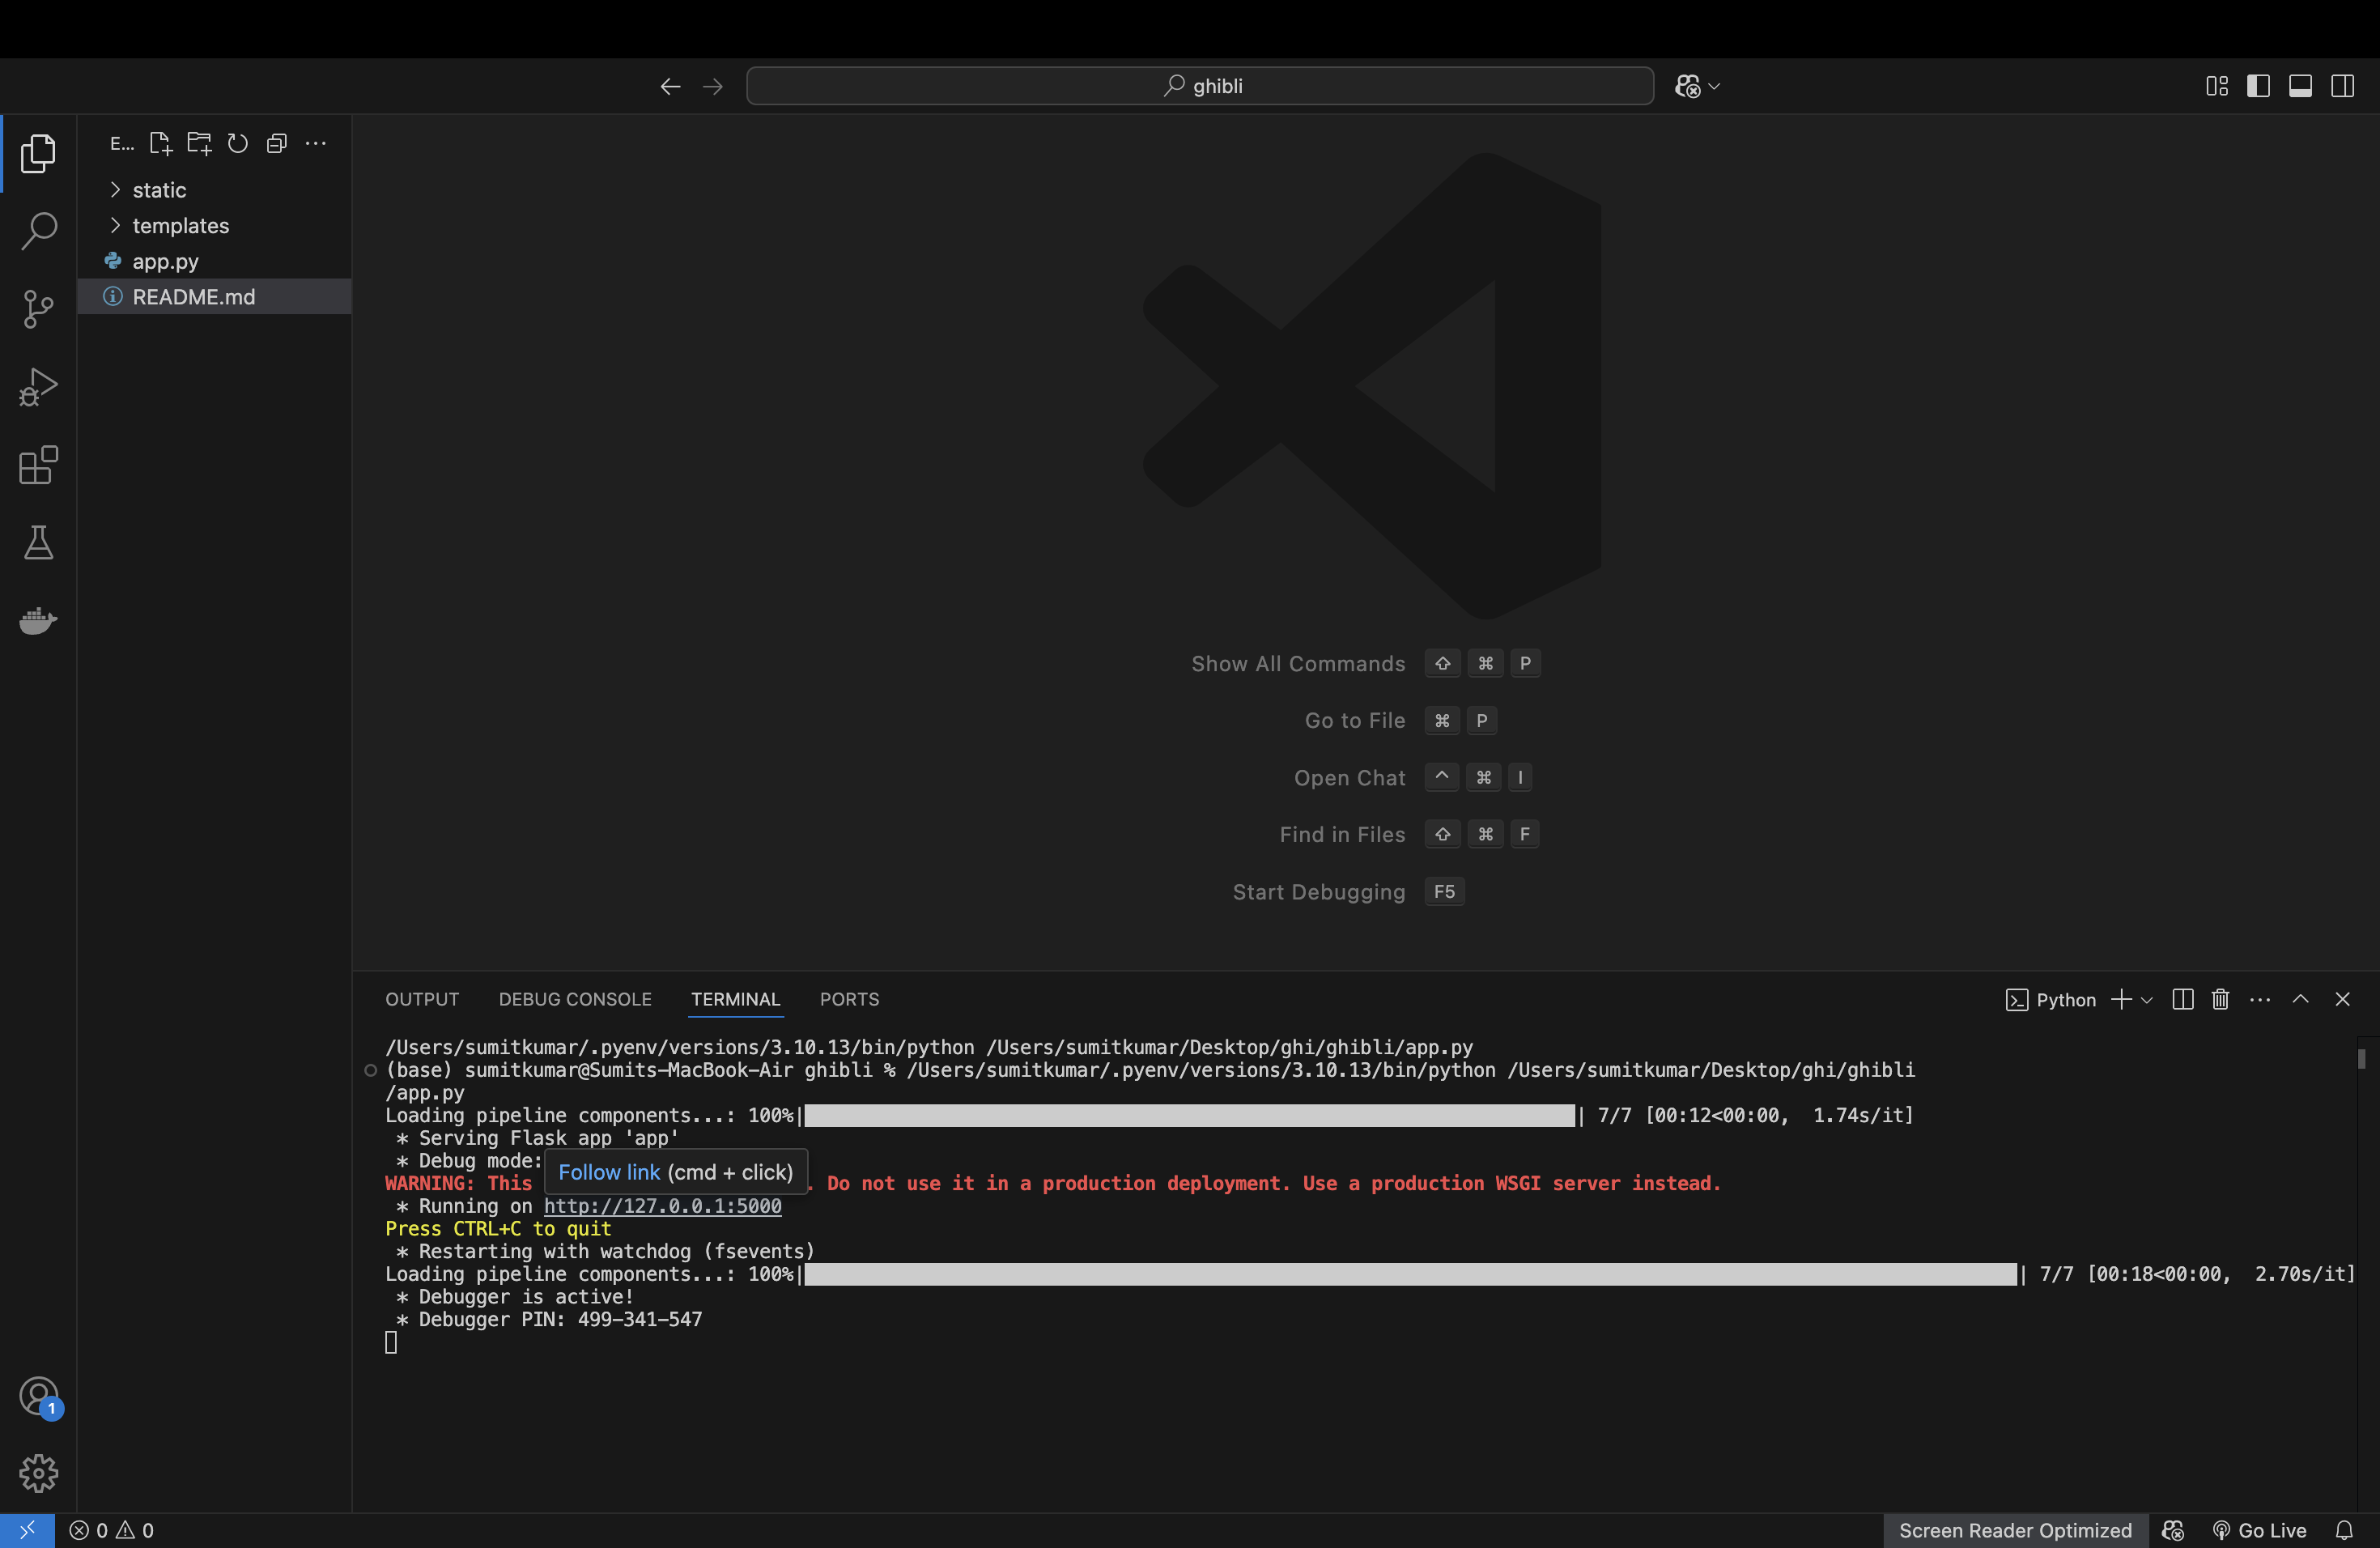 ghibli
E...
static
templates
app.py
README.md
Show All Commands ⇧ ⌘ P
Go to File ⌘ P
Open Chat ^ ⌘ I
Find in Files ⇧ ⌘ F
Start Debugging F5
OUTPUT DEBUG CONSOLE TERMINAL PORTS
Python
/Users/sumitkumar/.pyenv/versions/3.10.13/bin/python /Users/sumitkumar/Desktop/ghi/ghibli/app.py
(base) sumitkumar@Sumits-MacBook-Air ghibli % /Users/sumitkumar/.pyenv/versions/3.10.13/bin/python /Users/sumitkumar/Desktop/ghi/ghibli
/app.py
Loading pipeline components...: 100%| | 7/7 [00:12<00:00, 1.74s/it]
* Serving Flask app 'app'
* Debug mode:
Follow link (cmd + click)
WARNING: This . Do not use it in a production deployment. Use a production WSGI server instead.
* Running on http://127.0.0.1:5000
Press CTRL+C to quit
* Restarting with watchdog (fsevents)
Loading pipeline components...: 100%| | 7/7 [00:18<00:00, 2.70s/it]
* Debugger is active!
* Debugger PIN: 499-341-547
1
0 0
Screen Reader Optimized
Go Live